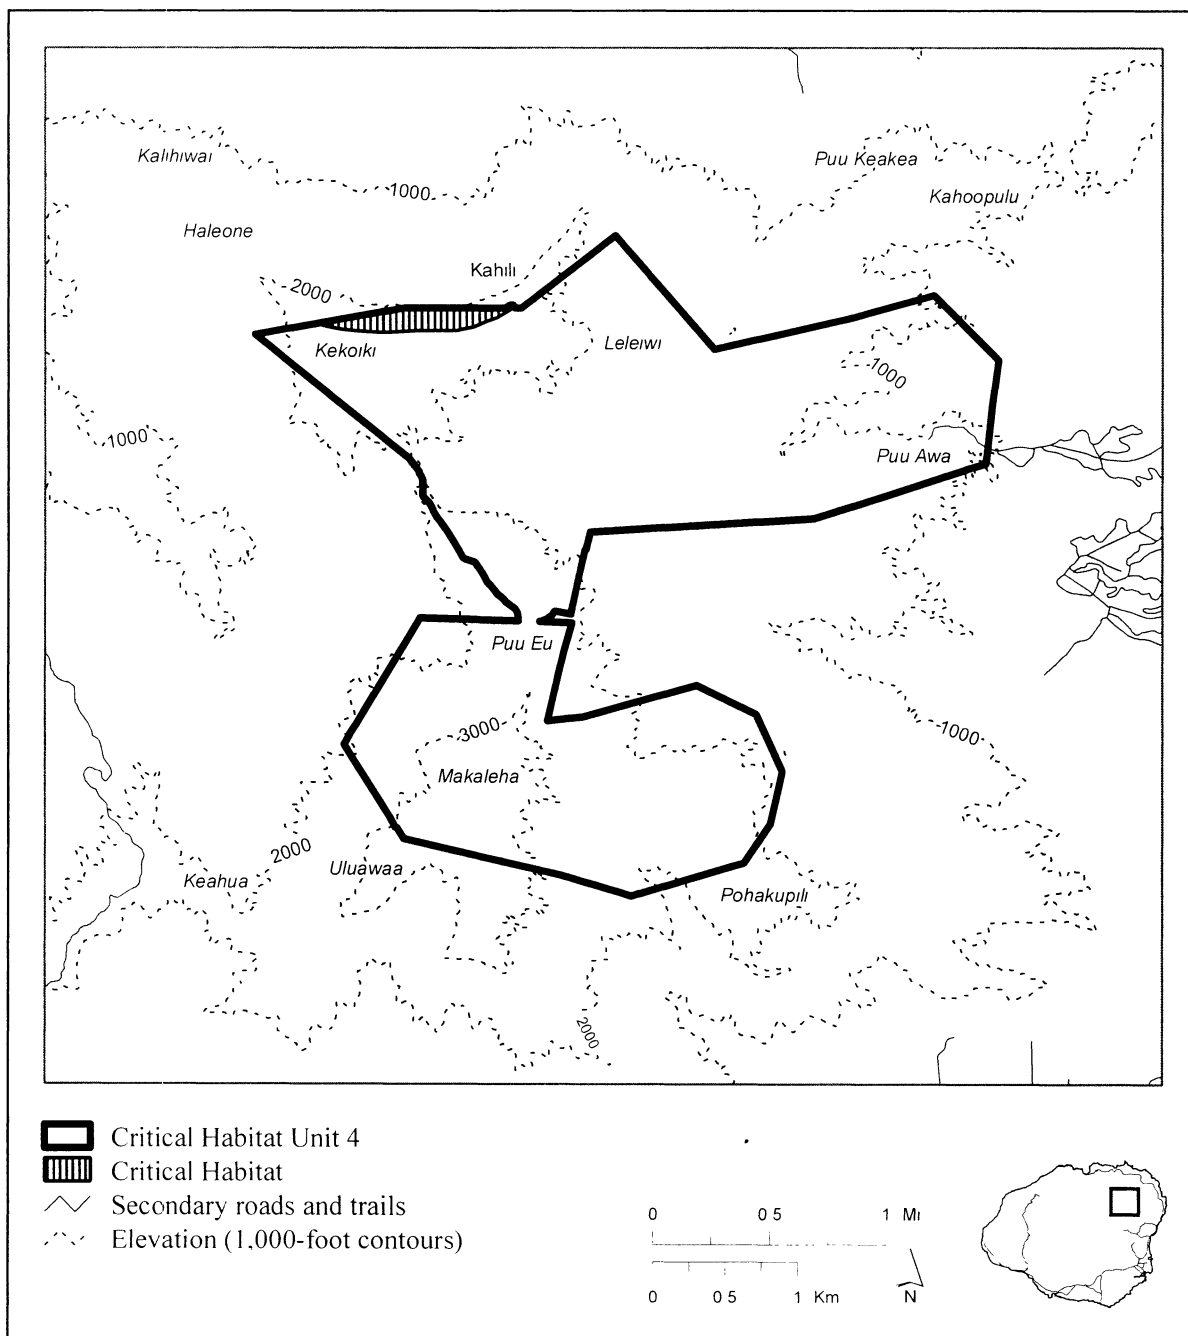 Kalihiwai
Puu Keakea
1000
Kahoopulu
Haleone
Kahili
2000
Leleiwi
Kekoiki
1000
1000
Puu Awa
Puu Eu
3000
1000
Makaleha
2000
Uluawaa
Keahua
Pohakupili
2000
Critical Habitat Unit 4
Critical Habitat
Secondary roads and trails
Elevation (1,000-foot contours)
0 0 5 1 Mi
0 0 5 1 Km
N